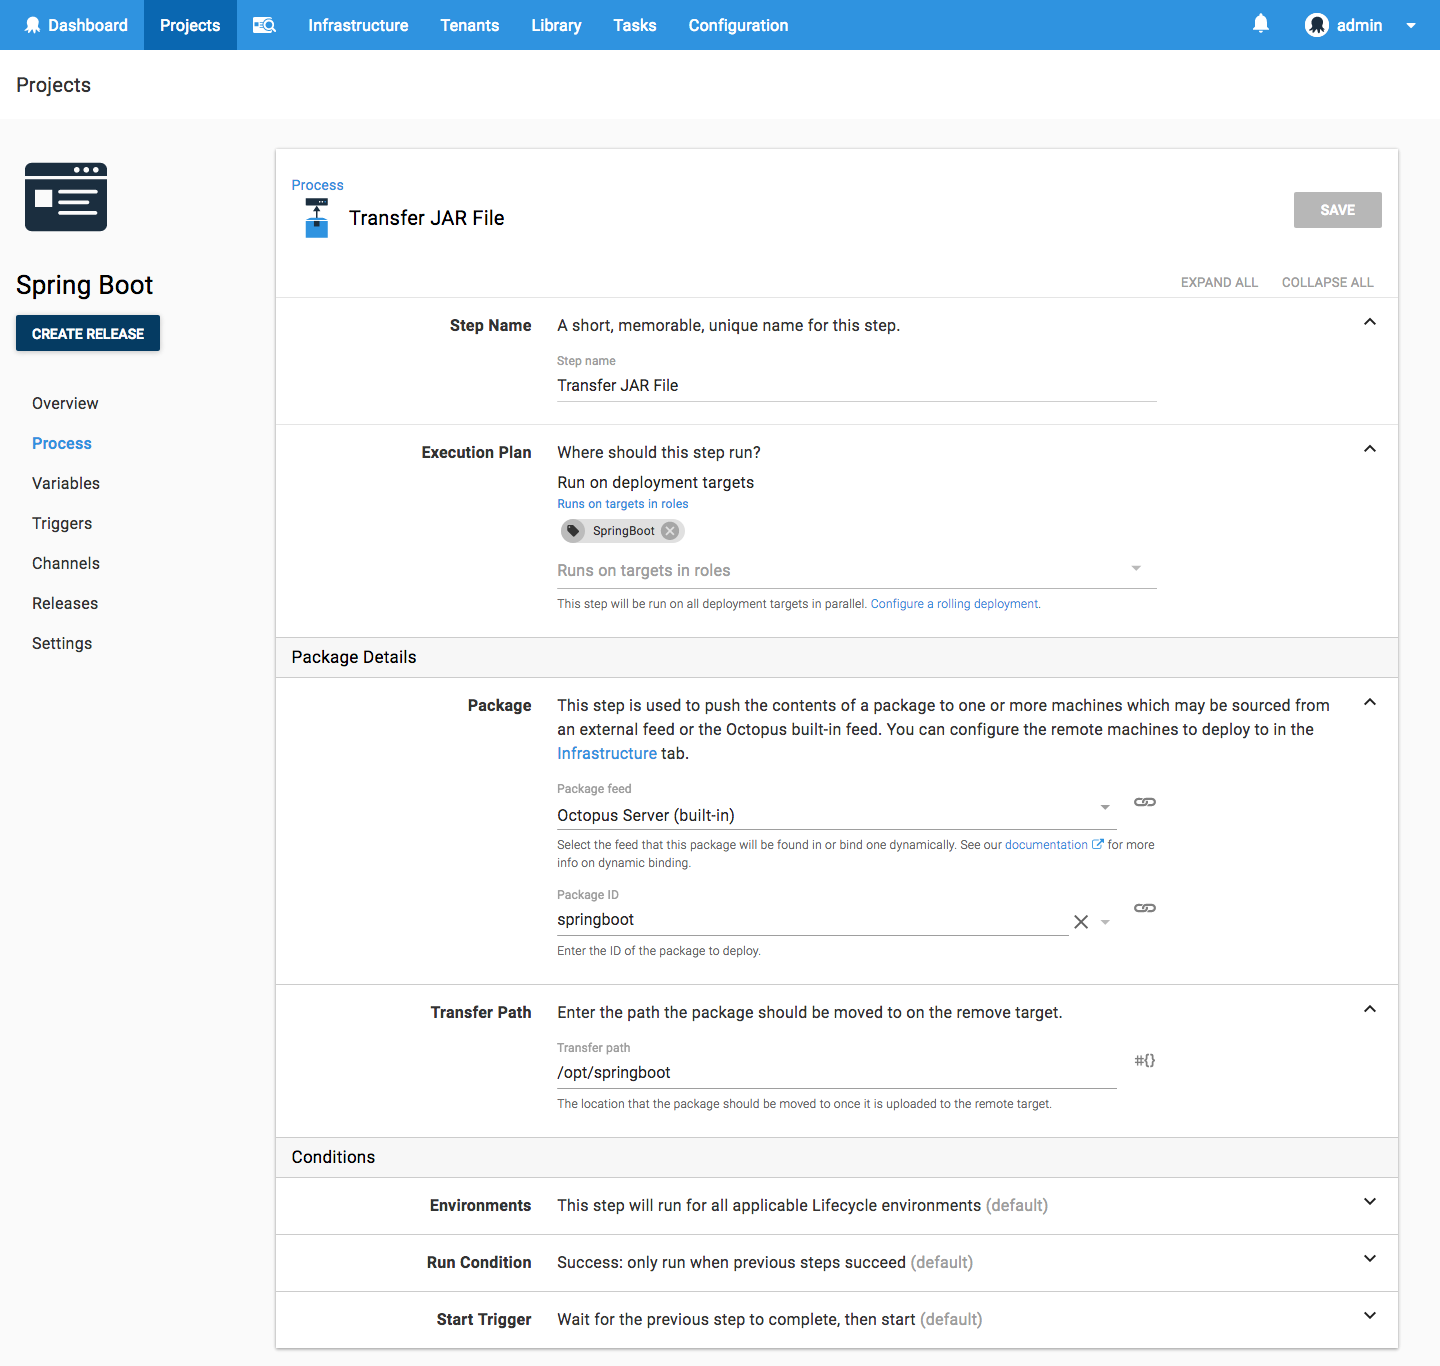 Dashboard
Projects
Infrastructure
Tenants
Library
Tasks
Configuration
admin
Projects
Spring Boot
CREATE RELEASE
Overview
Process
Variables
Triggers
Channels
Releases
Settings
Process
Transfer JAR File
SAVE
EXPAND ALL
COLLAPSE ALL
Step Name
A short, memorable, unique name for this step.
Step name
Transfer JAR File
Execution Plan
Where should this step run?
Run on deployment targets
Runs on targets in roles
SpringBoot
Runs on targets in roles
This step will be run on all deployment targets in parallel. Configure a rolling deployment.
Package Details
Package
This step is used to push the contents of a package to one or more machines which may be sourced from
an external feed or the Octopus built-in feed. You can configure the remote machines to deploy to in the
Infrastructure tab.
Package feed
Octopus Server (built-in)
Select the feed that this package will be found in or bind one dynamically. See our documentation for more
info on dynamic binding.
Package ID
springboot
Enter the ID of the package to deploy.
Transfer Path
Enter the path the package should be moved to on the remove target.
Transfer path
/opt/springboot
#{}
The location that the package should be moved to once it is uploaded to the remote target.
Conditions
Environments
This step will run for all applicable Lifecycle environments (default)
Run Condition
Success: only run when previous steps succeed (default)
Start Trigger
Wait for the previous step to complete, then start (default)